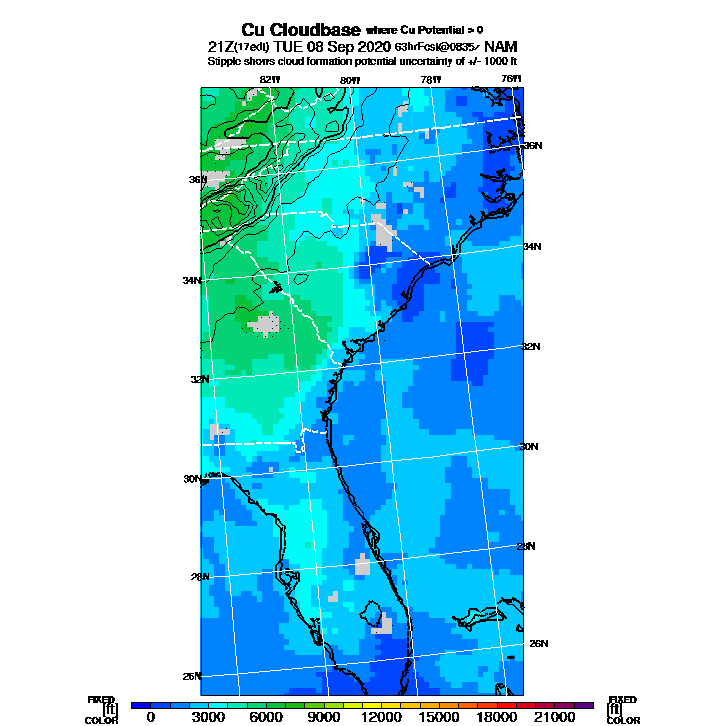 Cu Cloudbase where Cu Potential > 0
21Z(17edt) TUE 08 Sep 2020 63hrFcst@0835z NAM
Stipple shows cloud formation potential uncertainty of +/- 1000 ft
82W 80W 78W 76W
36N 36N
34N 34N
32N 32N
30N 30N
28N 28N
26N 26N
FIXED FIXED
[ft] [ft]
COLOR COLOR
0 3000 6000 9000 12000 15000 18000 21000